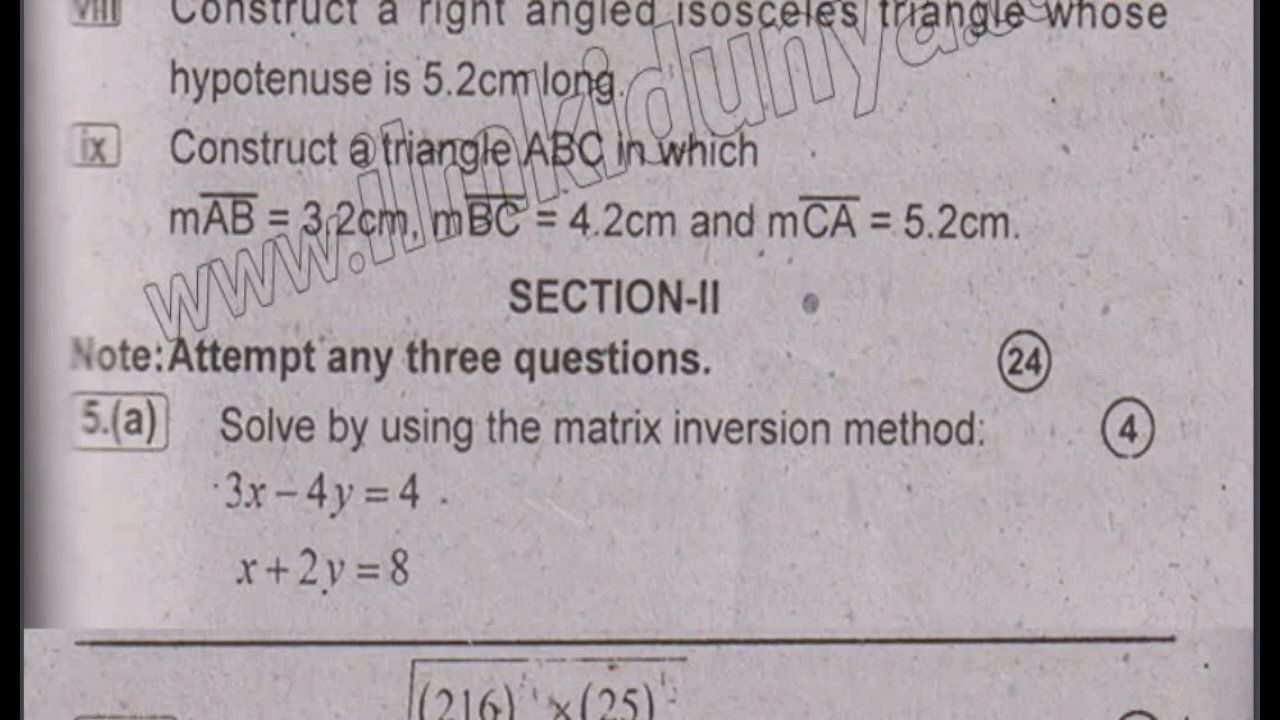 viii Construct a right angled isosceles triangle whose
hypotenuse is 5.2cm long.
ix Construct a triangle ABC in which
mAB = 3.2cm, mBC = 4.2cm and mCA = 5.2cm.
www.ilmkidunya.
SECTION-II
Note: Attempt any three questions. 24
5.(a) Solve by using the matrix inversion method: 4
3x – 4y = 4
x + 2y = 8
(216) × (25)